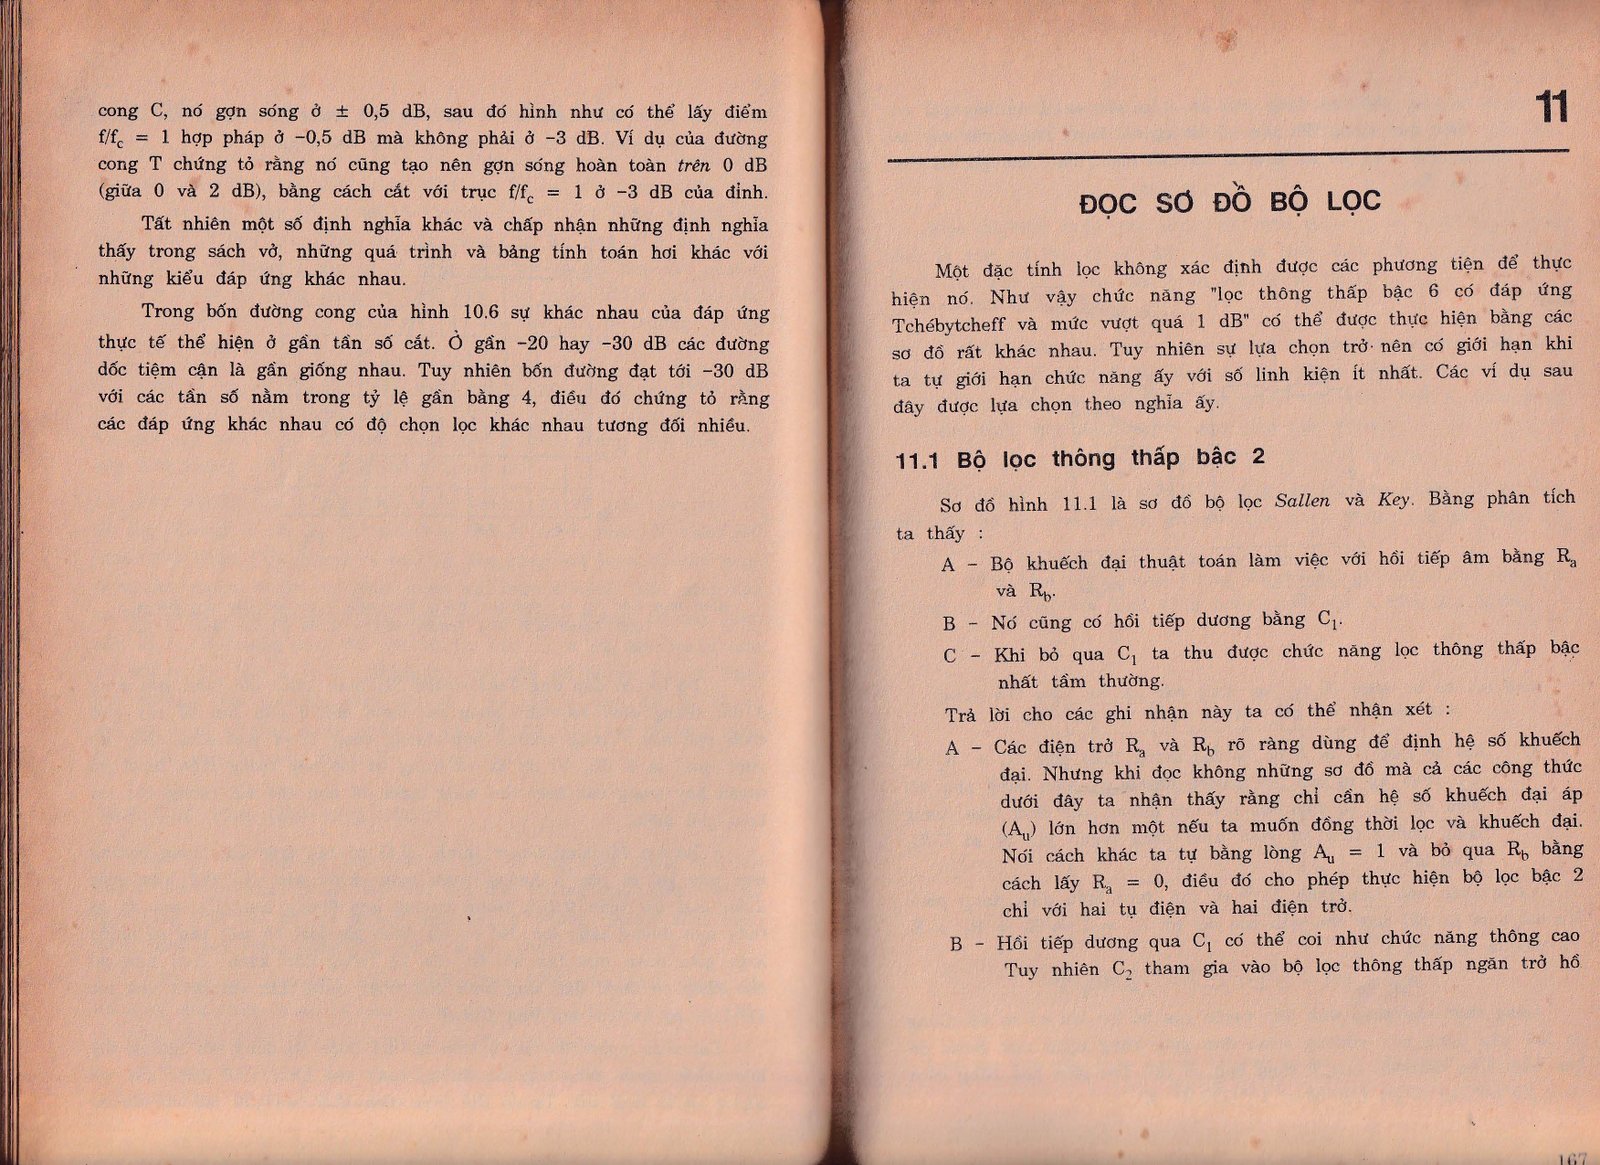 cong C, nó gợn sóng ở ± 0,5 dB, sau đó hình như có thể lấy điểm
f/fc = 1 hợp pháp ở -0,5 dB mà không phải ở -3 dB. Ví dụ của đường
cong T chứng tỏ rằng nó cũng tạo nên gợn sóng hoàn toàn trên 0 dB
(giữa 0 và 2 dB), bằng cách cắt với trục f/fc = 1 ở -3 dB của đỉnh.
Tất nhiên một số định nghĩa khác và chấp nhận những định nghĩa
thấy trong sách vở, những quá trình và bảng tính toán hơi khác với
những kiểu đáp ứng khác nhau.
Trong bốn đường cong của hình 10.6 sự khác nhau của đáp ứng
thực tế thể hiện ở gần tần số cắt. Ở gần -20 hay -30 dB các đường
dốc tiệm cận là gần giống nhau. Tuy nhiên bốn đường đạt tới -30 dB
với các tần số nằm trong tỷ lệ gần bằng 4, điều đó chứng tỏ rằng
các đáp ứng khác nhau có độ chọn lọc khác nhau tương đối nhiều.
11
ĐỌC SƠ ĐỒ BỘ LỌC
Một đặc tính lọc không xác định được các phương tiện để thực
hiện nó. Như vậy chức năng "lọc thông thấp bậc 6 có đáp ứng
Tchébytcheff và mức vượt quá 1 dB" có thể được thực hiện bằng các
sơ đồ rất khác nhau. Tuy nhiên sự lựa chọn trở nên có giới hạn khi
ta tự giới hạn chức năng ấy với số linh kiện ít nhất. Các ví dụ sau
đây được lựa chọn theo nghĩa ấy.
11.1 Bộ lọc thông thấp bậc 2
Sơ đồ hình 11.1 là sơ đồ bộ lọc Sallen và Key. Bằng phân tích
ta thấy :
A - Bộ khuếch đại thuật toán làm việc với hồi tiếp âm bằng Ra
và Rb.
B - Nó cũng có hồi tiếp dương bằng C1.
C - Khi bỏ qua C1 ta thu được chức năng lọc thông thấp bậc
nhất tầm thường.
Trả lời cho các ghi nhận này ta có thể nhận xét :
A - Các điện trở Ra và Rb rõ ràng dùng để định hệ số khuếch
đại. Nhưng khi đọc không những sơ đồ mà cả các công thức
dưới đây ta nhận thấy rằng chỉ cần hệ số khuếch đại áp
(Au) lớn hơn một nếu ta muốn đồng thời lọc và khuếch đại.
Nói cách khác ta tự bằng lòng Au = 1 và bỏ qua Rb bằng
cách lấy Ra = 0, điều đó cho phép thực hiện bộ lọc bậc 2
chỉ với hai tụ điện và hai điện trở.
B - Hồi tiếp dương qua C1 có thể coi như chức năng thông cao
Tuy nhiên C2 tham gia vào bộ lọc thông thấp ngăn trở hồ
167